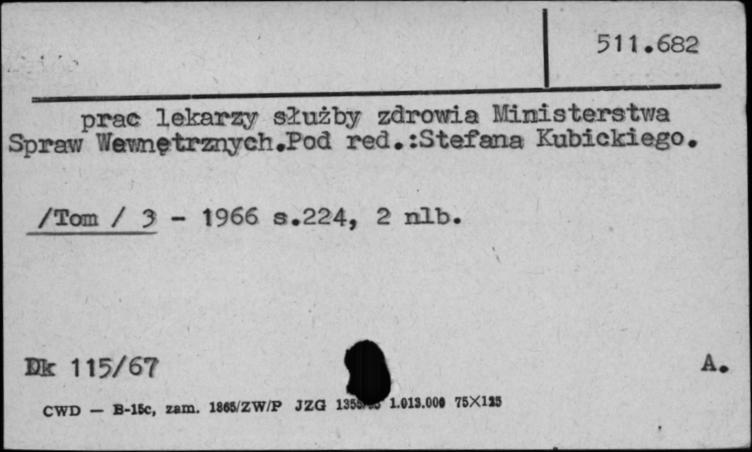 511.682
prac lekarzy służby zdrowia Ministerstwa
Spraw Wewnętrznych.Pod red.:Stefana Kubickiego.
/Tom / 3 - 1966 s.224, 2 nlb.
Dk 115/67
A.
CWD — B-15c, zam. 1865/ZW/P JZG 1.013.000 75X125